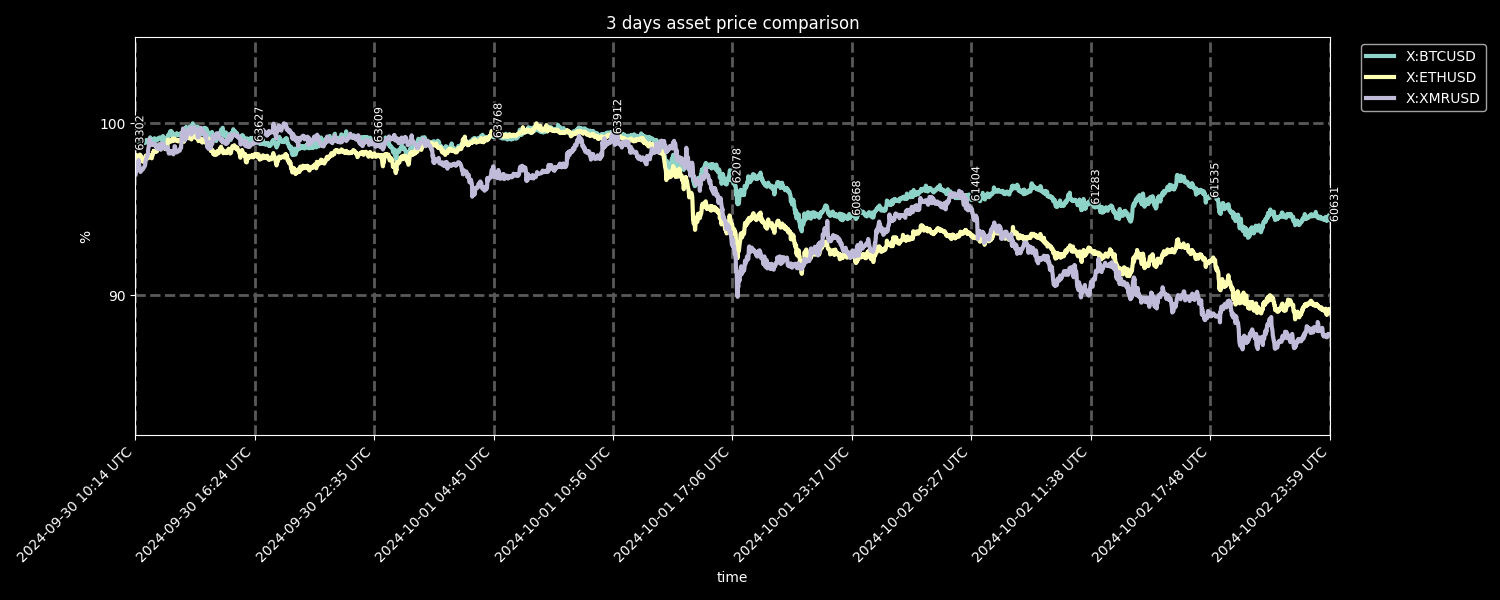 3 days asset price comparison
X:BTCUSD
X:ETHUSD
X:XMRUSD
100
90
%
63302
63627
63609
63768
63912
62078
60868
61404
61283
61535
60631
2024-09-30 10:14 UTC
2024-09-30 16:24 UTC
2024-09-30 22:35 UTC
2024-10-01 04:45 UTC
2024-10-01 10:56 UTC
2024-10-01 17:06 UTC
2024-10-01 23:17 UTC
2024-10-02 05:27 UTC
2024-10-02 11:38 UTC
2024-10-02 17:48 UTC
2024-10-02 23:59 UTC
time